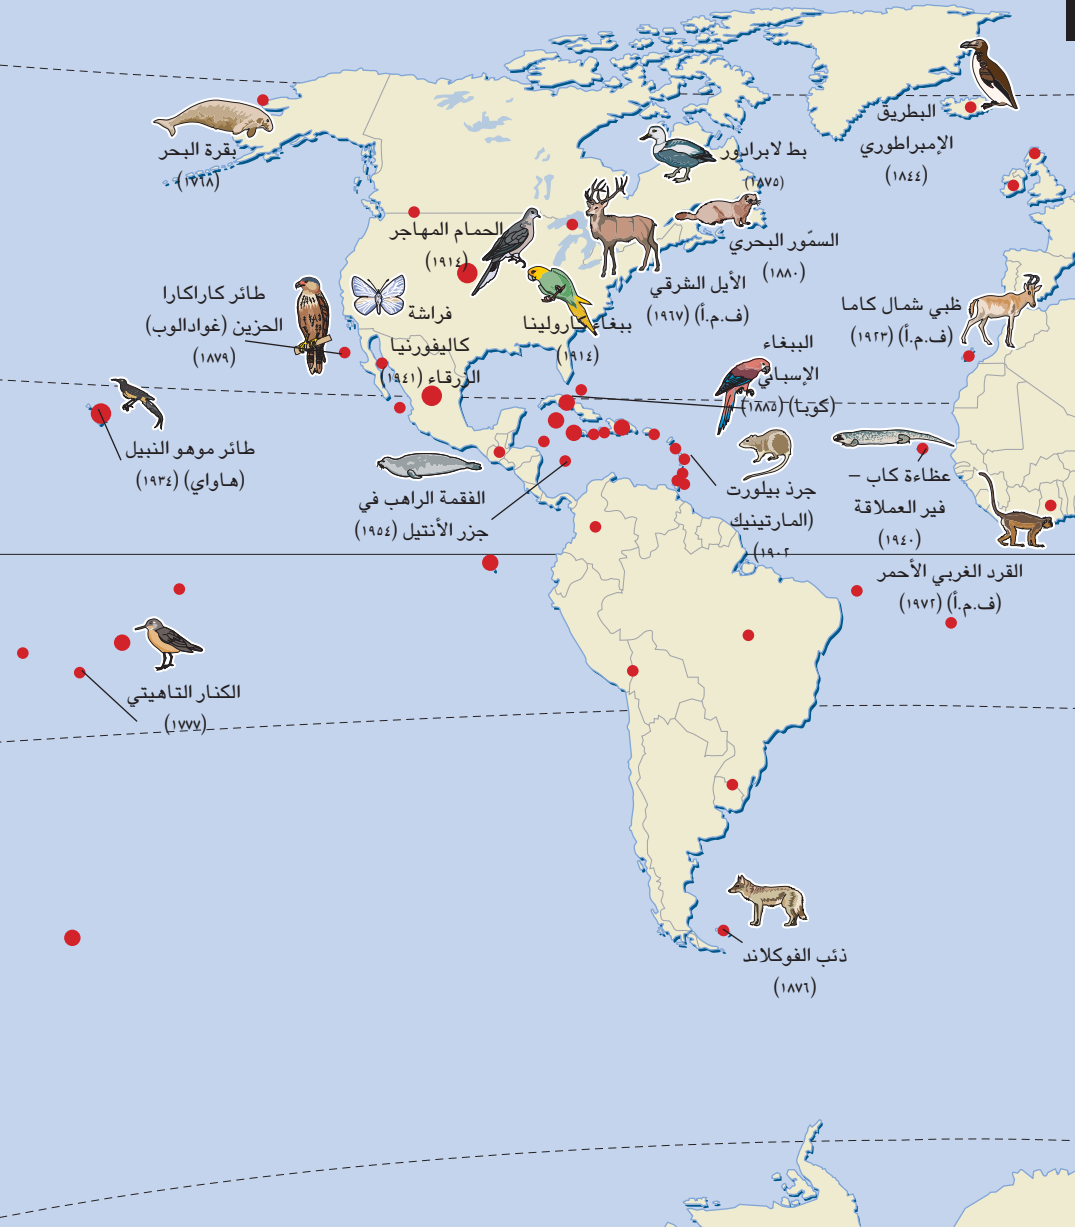 البطريق
الإمبراطوري
(١٨٤٤)
بقرة البحر
(١٧٦٨)
بط لابرادور
(١٨٧٥)
السمّور البحري
(١٨٨٠)
الحمام المهاجر
(١٩١٤)
الأيل الشرقي
(ف.م.أ) (١٩٦٧)
ظبي شمال كاما
(ف.م.أ) (١٩٢٣)
طائر كاراكارا
الحزين (غوادالوب)
(١٨٧٩)
فراشة
كاليفورنيا
الزرقاء (١٩٤١)
ببغاء كارولينا
(١٩١٤)
الببغاء
الإسباني
(كوبا) (١٨٨٥)
طائر موهو النبيل
(هاواي) (١٩٣٤)
الفقمة الراهب في
جزر الأنتيل (١٩٥٤)
جرذ بيلورت
(المارتينيك
(١٩٠٢
عظاءة كاب –
فير العملاقة
(١٩٤٠)
القرد الغربي الأحمر
(ف.م.أ) (١٩٧٢)
الكنار التاهيتي
(١٧٧٧)
ذئب الفوكلاند
(١٨٧٦)